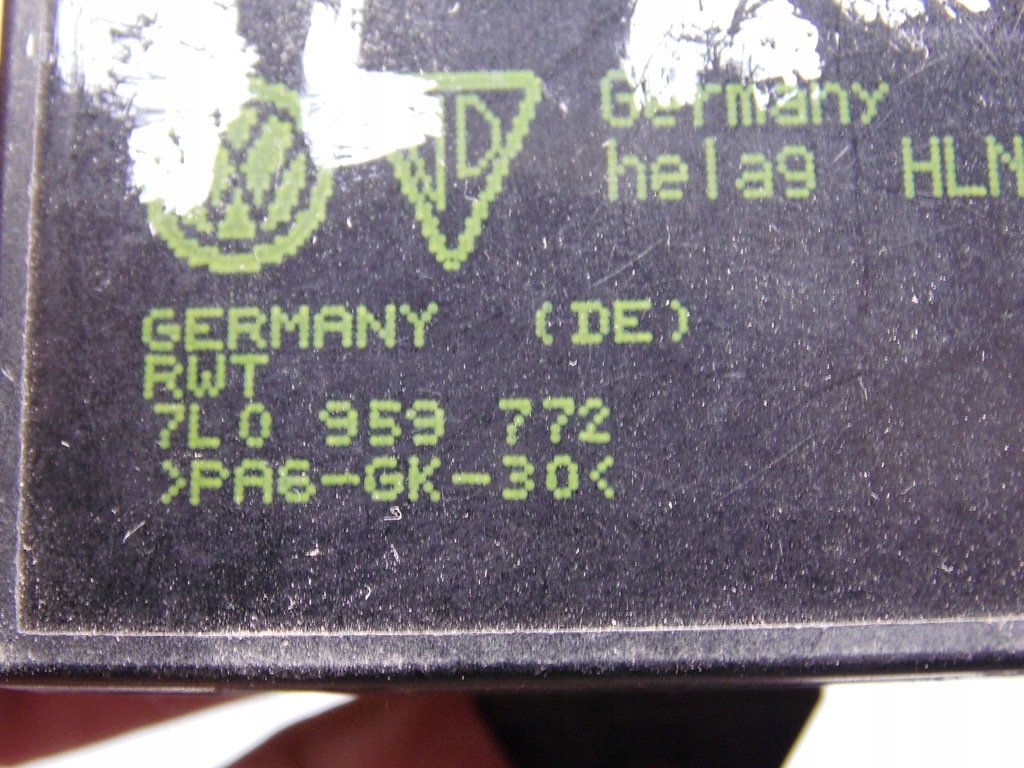 Germany
helag HLN
GERMANY (DE)
RWT
7L0 959 772
>PA6-GK-30<